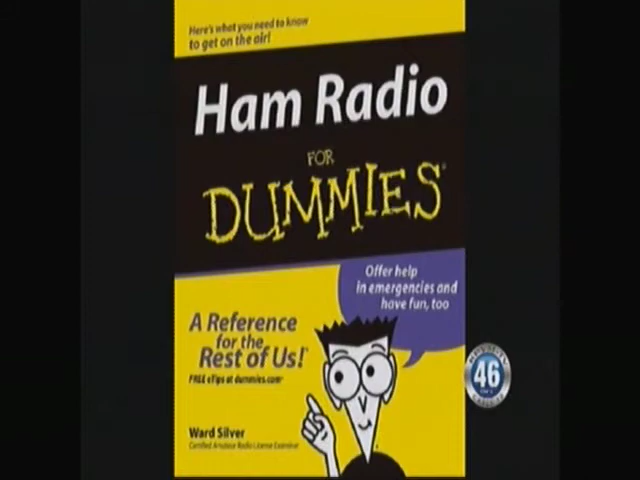 Here's what you need to know
to get on the air!
Ham Radio
FOR
DUMMIES®
Offer help
in emergencies and
have fun, too
A Reference
for the
Rest of Us!™
FREE eTips at dummies.com®
Ward Silver
Certified Amateur Radio License Examiner
46